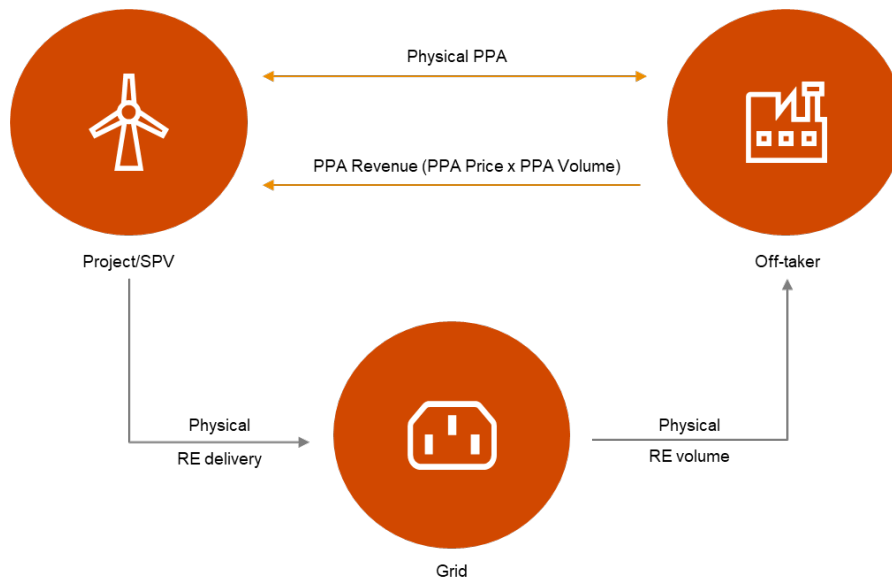 Physical PPA
PPA Revenue (PPA Price x PPA Volume)
Project/SPV
Off-taker
Physical
RE delivery
Physical
RE volume
Grid